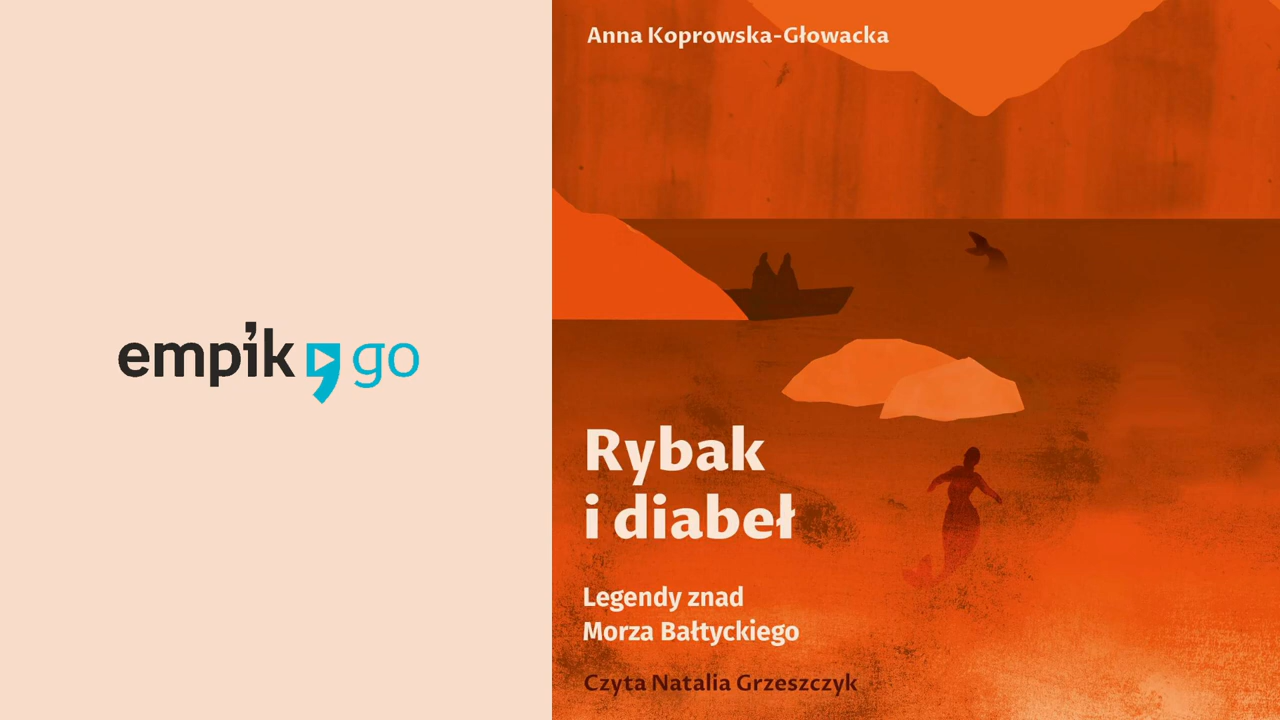 empik go
Anna Koprowska-Głowacka
Rybak
i diabeł
Legendy znad
Morza Bałtyckiego
Czyta Natalia Grzeszczyk